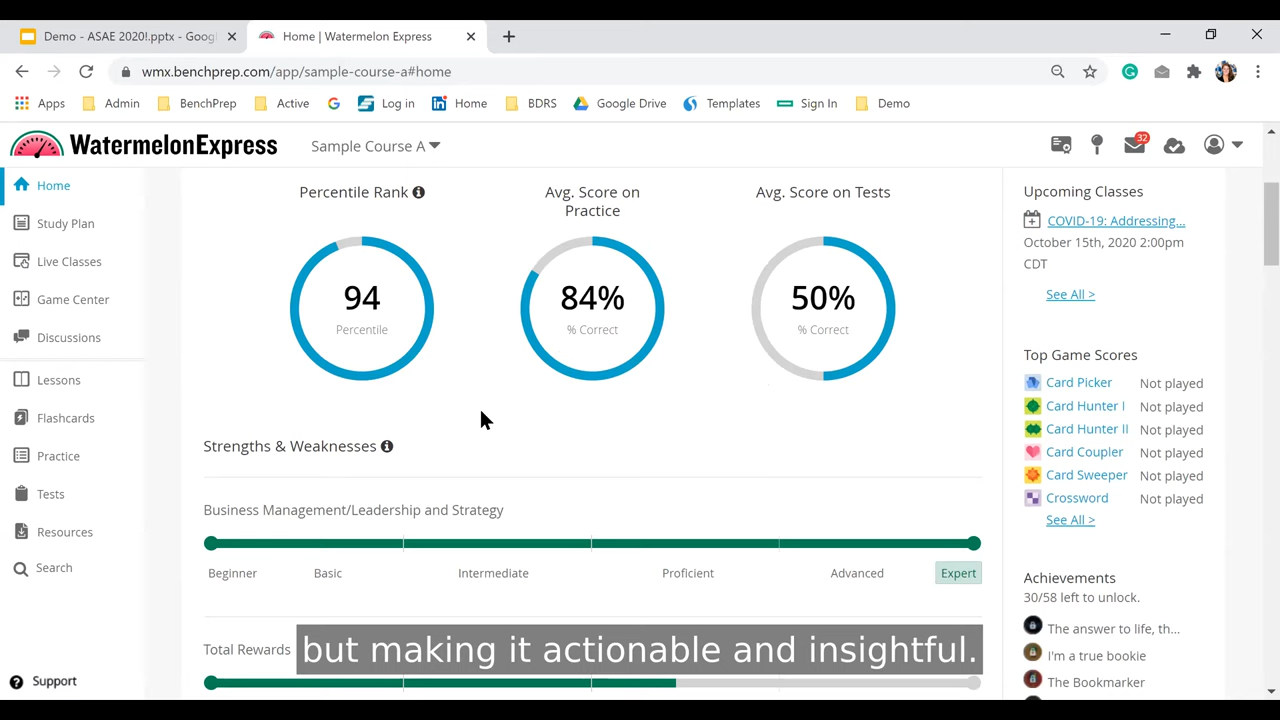 Demo - ASAE 2020!.pptx - Goog
Home | Watermelon Express
wmx.benchprep.com/app/sample-course-a#home
Apps Admin BenchPrep Active Log in Home BDRS Google Drive Templates Sign In Demo
WatermelonExpress
Sample Course A
32
Home
Study Plan
Live Classes
Game Center
Discussions
Lessons
Flashcards
Practice
Tests
Resources
Search
Support
Percentile Rank
94
Percentile
Avg. Score on
Practice
84%
% Correct
Avg. Score on Tests
50%
% Correct
Strengths & Weaknesses
Business Management/Leadership and Strategy
Beginner Basic Intermediate Proficient Advanced Expert
Total Rewards
but making it actionable and insightful.
Upcoming Classes
COVID-19: Addressing...
October 15th, 2020 2:00pm
CDT
See All >
Top Game Scores
Card Picker Not played
Card Hunter I Not played
Card Hunter II Not played
Card Coupler Not played
Card Sweeper Not played
Crossword Not played
See All >
Achievements
30/58 left to unlock.
The answer to life, th...
I'm a true bookie
The Bookmarker